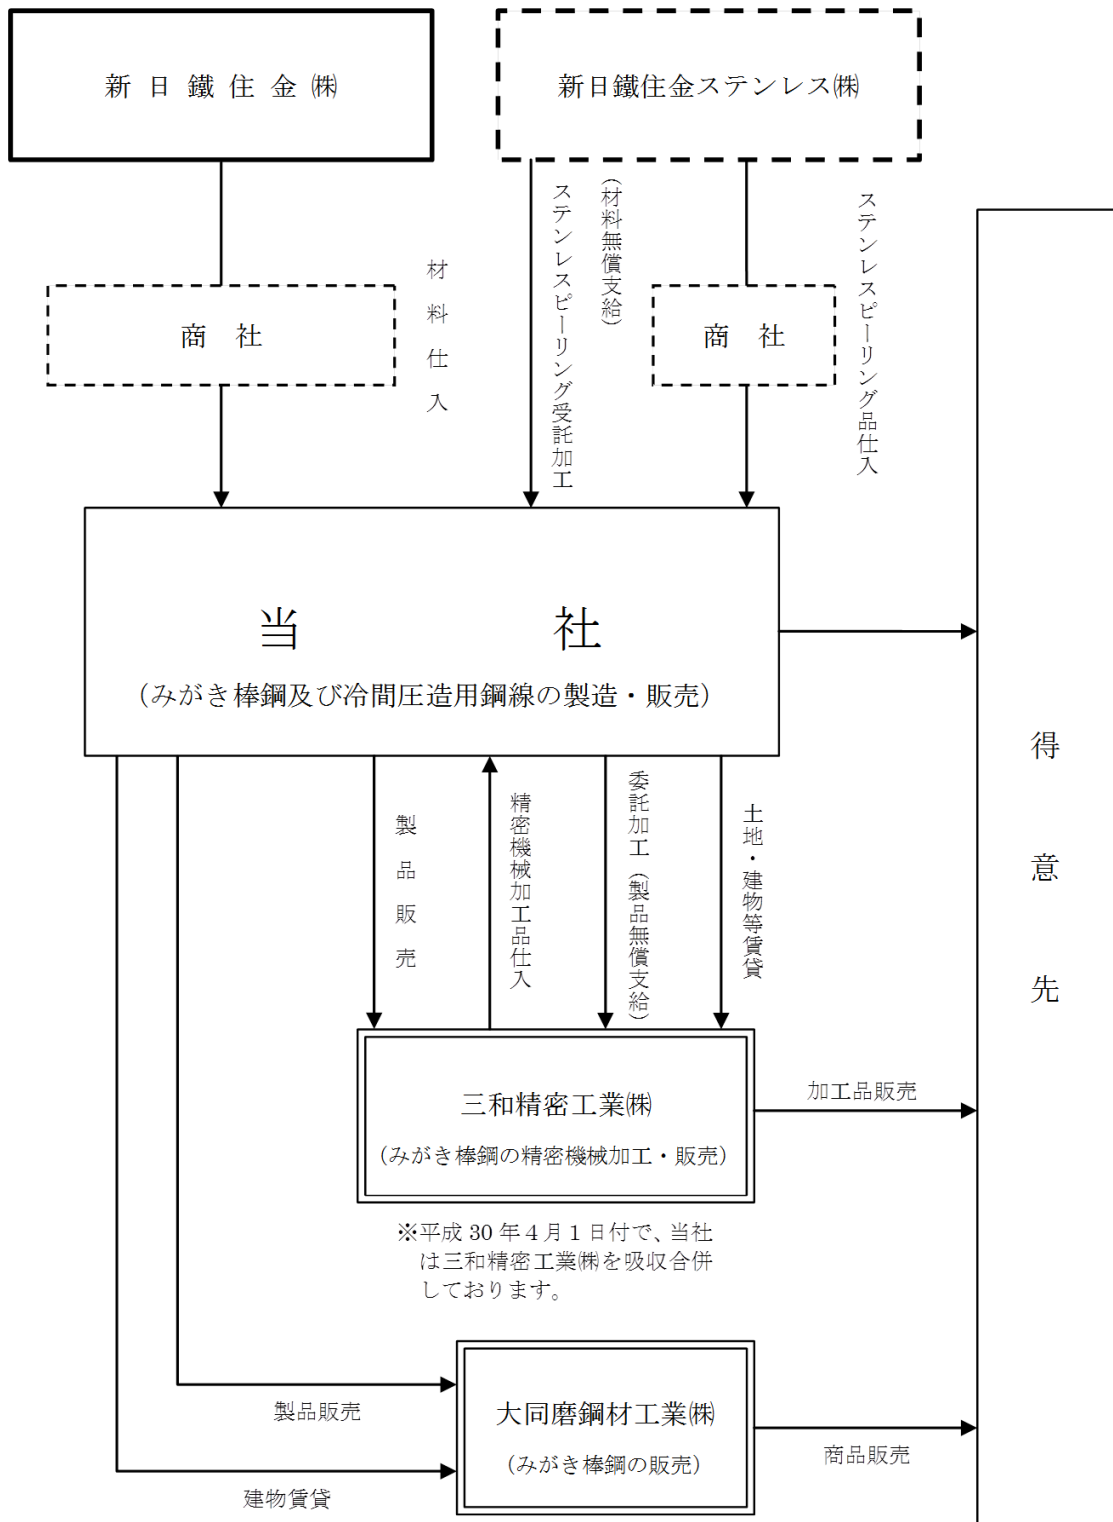 新日鐵住金㈱
新日鐵住金ステンレス㈱
材料仕入
ステンレスピーリング受託加工
(材料無償支給)
ステンレスピーリング品仕入
商社
商社
当社
(みがき棒鋼及び冷間圧造用鋼線の製造・販売)
得意先
製品販売
精密機械加工品仕入
委託加工(製品無償支給)
土地・建物等賃貸
三和精密工業㈱
(みがき棒鋼の精密機械加工・販売)
加工品販売
※平成30年4月1日付で、当社
は三和精密工業㈱を吸収合併
しております。
製品販売
大同磨鋼材工業㈱
(みがき棒鋼の販売)
商品販売
建物賃貸